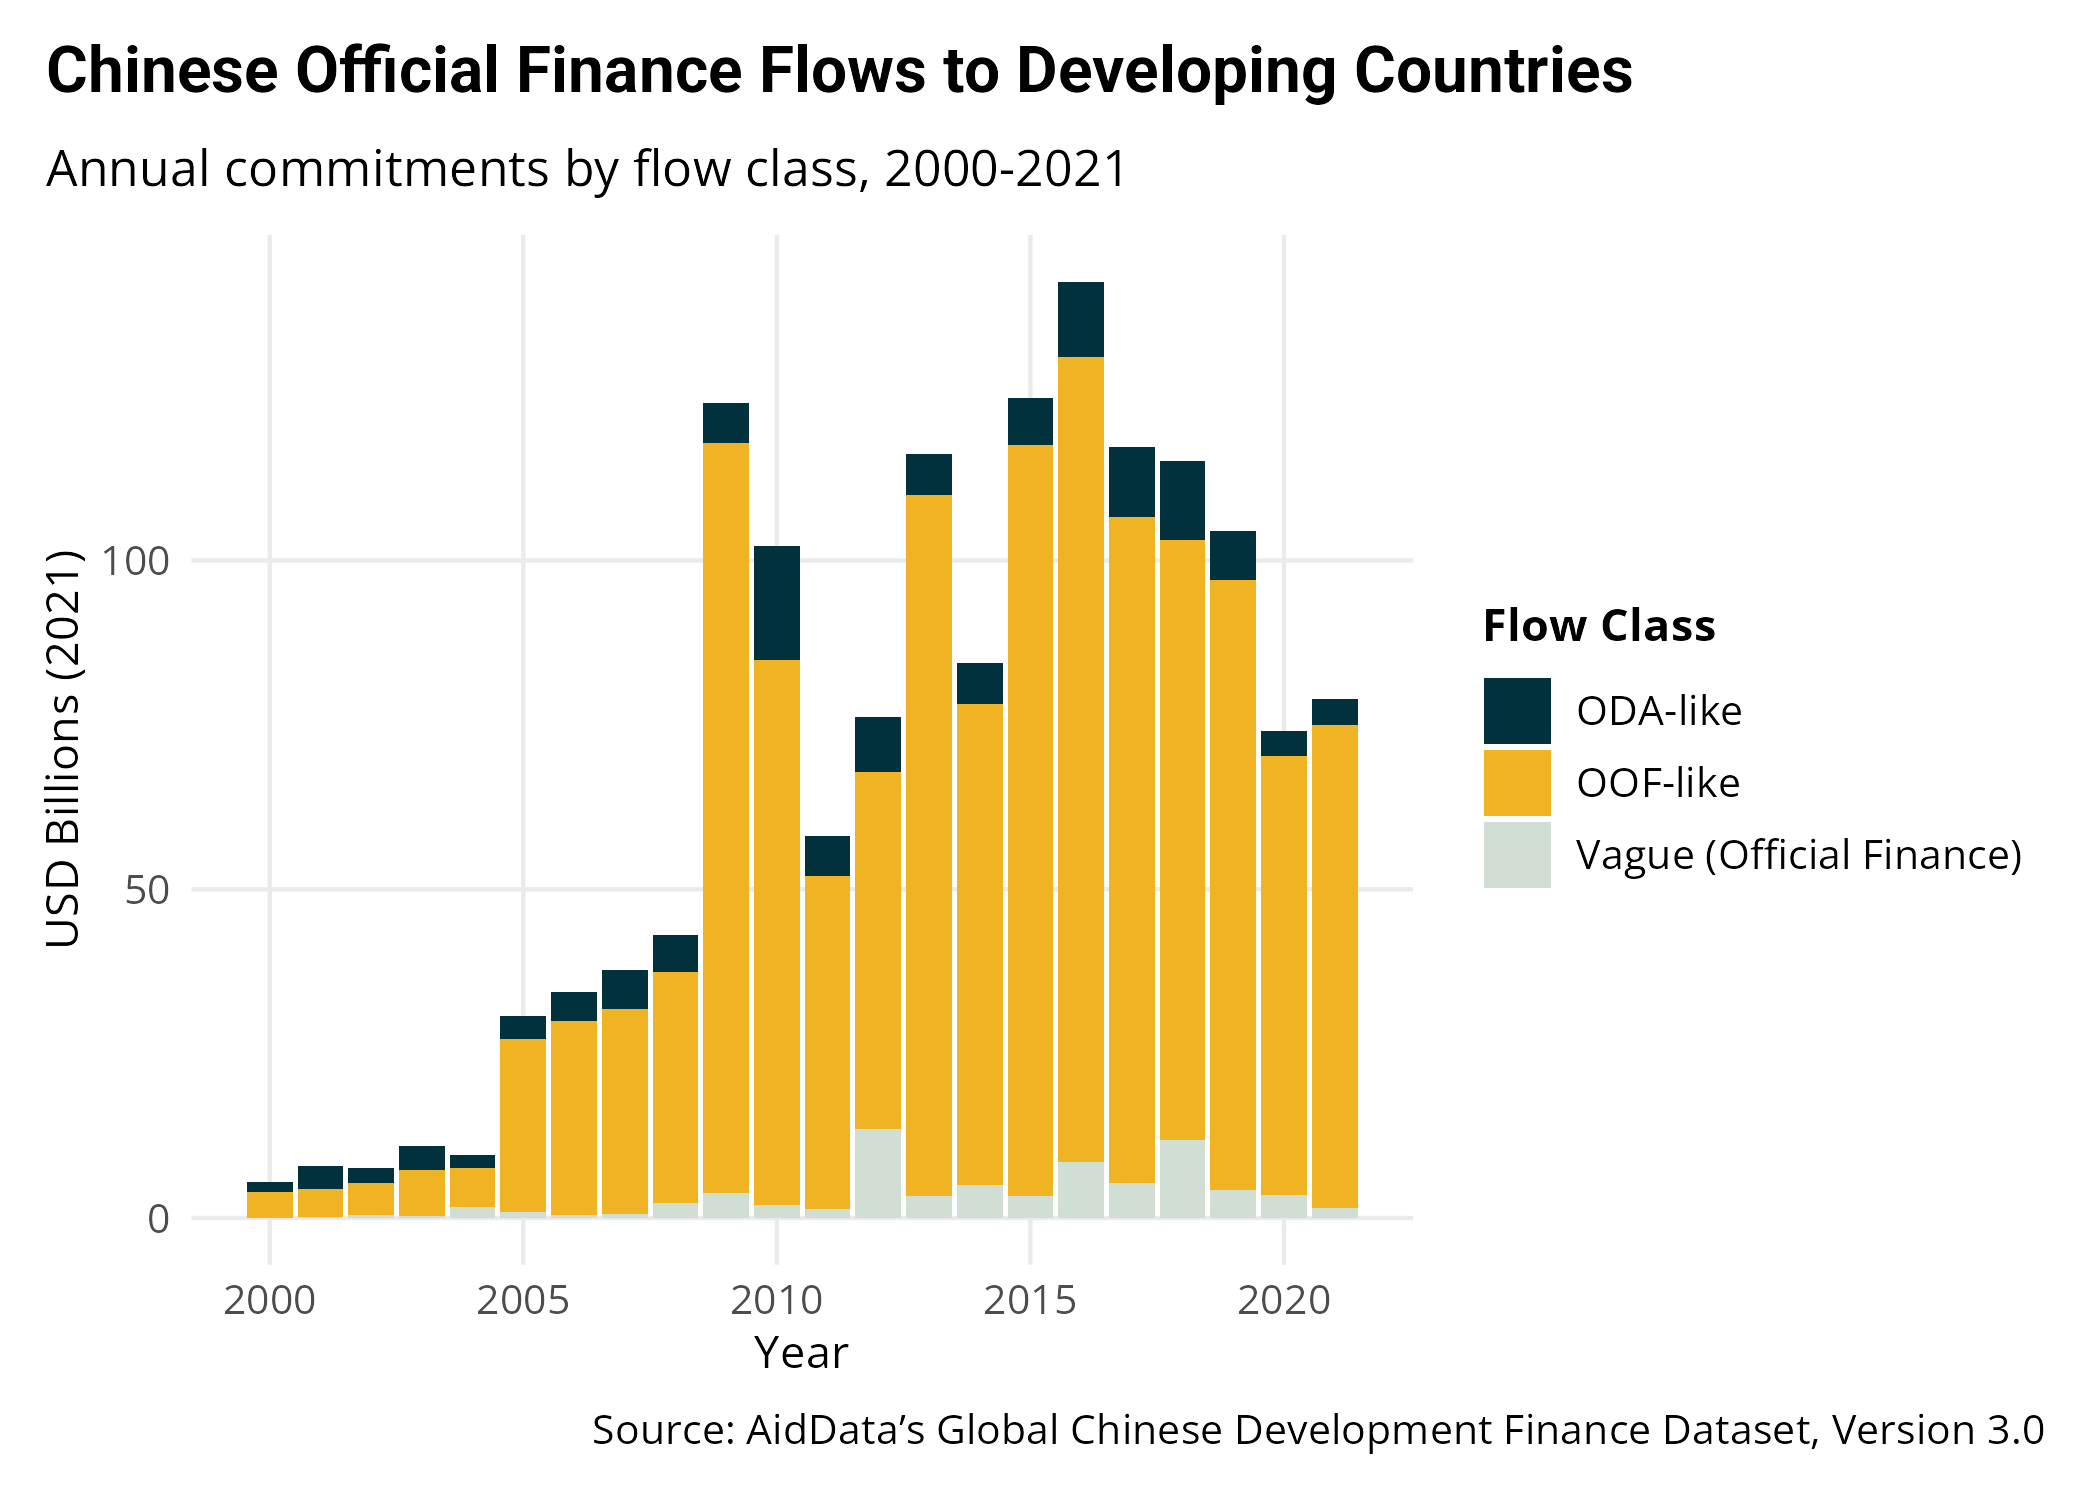 Chinese Official Finance Flows to Developing Countries
Annual commitments by flow class, 2000-2021
USD Billions (2021)
100
50
0
2000
2005
2010
2015
2020
Year
Flow Class
ODA-like
OOF-like
Vague (Official Finance)
Source: AidData’s Global Chinese Development Finance Dataset, Version 3.0